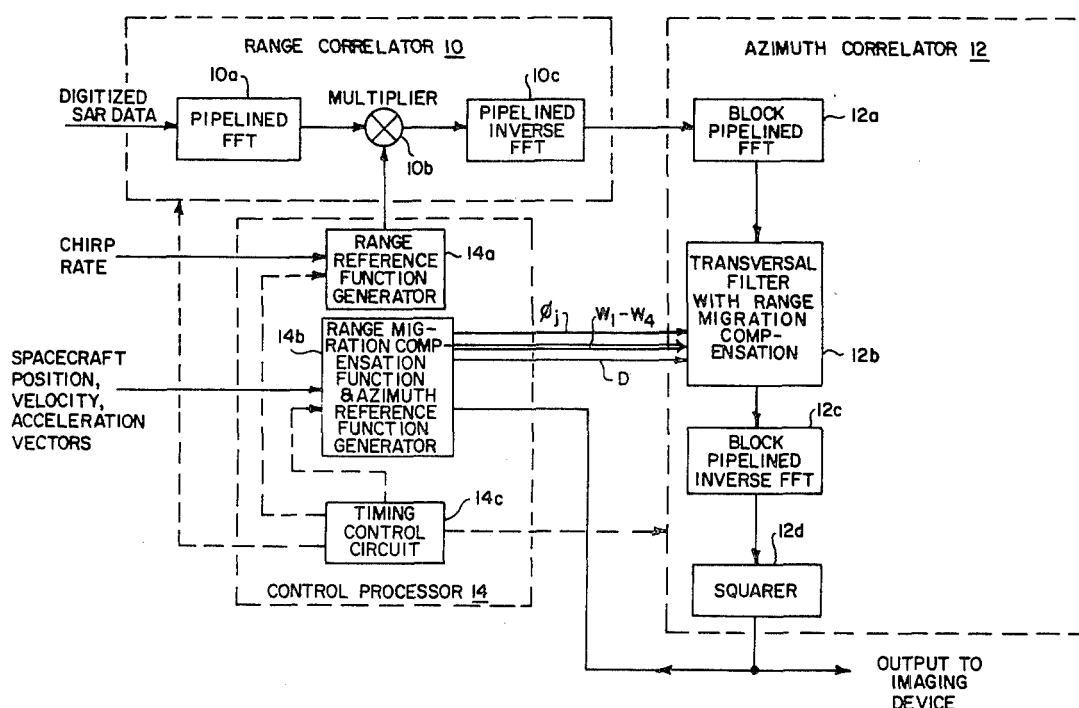 RANGE CORRELATOR 10
AZIMUTH CORRELATOR 12
10a
10c
DIGITIZED
SAR DATA
MULTIPLIER
PIPELINED
FFT
PIPELINED
INVERSE
FFT
10b
BLOCK
PIPELINED
FFT
12a
CHIRP
RATE
RANGE
REFERENCE
FUNCTION
GENERATOR
14a
TRANSVERSAL
FILTER
WITH RANGE
MIGRATION
COMP-
ENSATION
12b
14b
RANGE MIG-
RATION COMP-
ENSATION
FUNCTION
& AZIMUTH
REFERENCE
FUNCTION
GENERATOR
Øj
W1-W4
D
SPACECRAFT
POSITION,
VELOCITY,
ACCELERATION
VECTORS
12c
BLOCK
PIPELINED
INVERSE FFT
TIMING
CONTROL
CIRCUIT
14c
12d
SQUARER
CONTROL PROCESSOR 14
OUTPUT TO
IMAGING
DEVICE